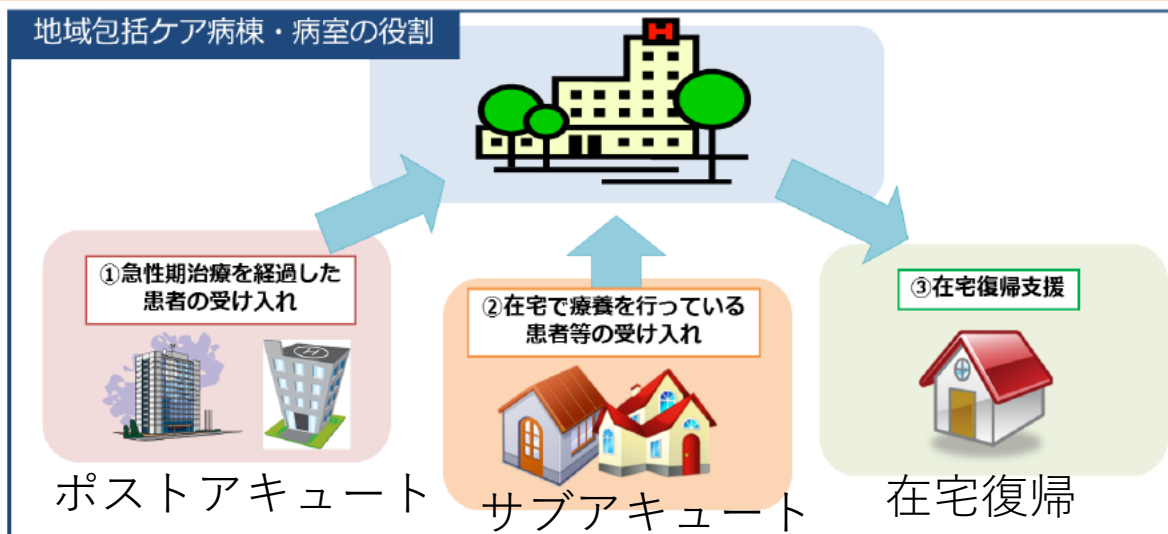 地域包括ケア病棟・病室の役割
H
①急性期治療を経過した
患者の受け入れ
H
②在宅で療養を行っている
患者等の受け入れ
③在宅復帰支援
ポストアキュート
サブアキュート
在宅復帰